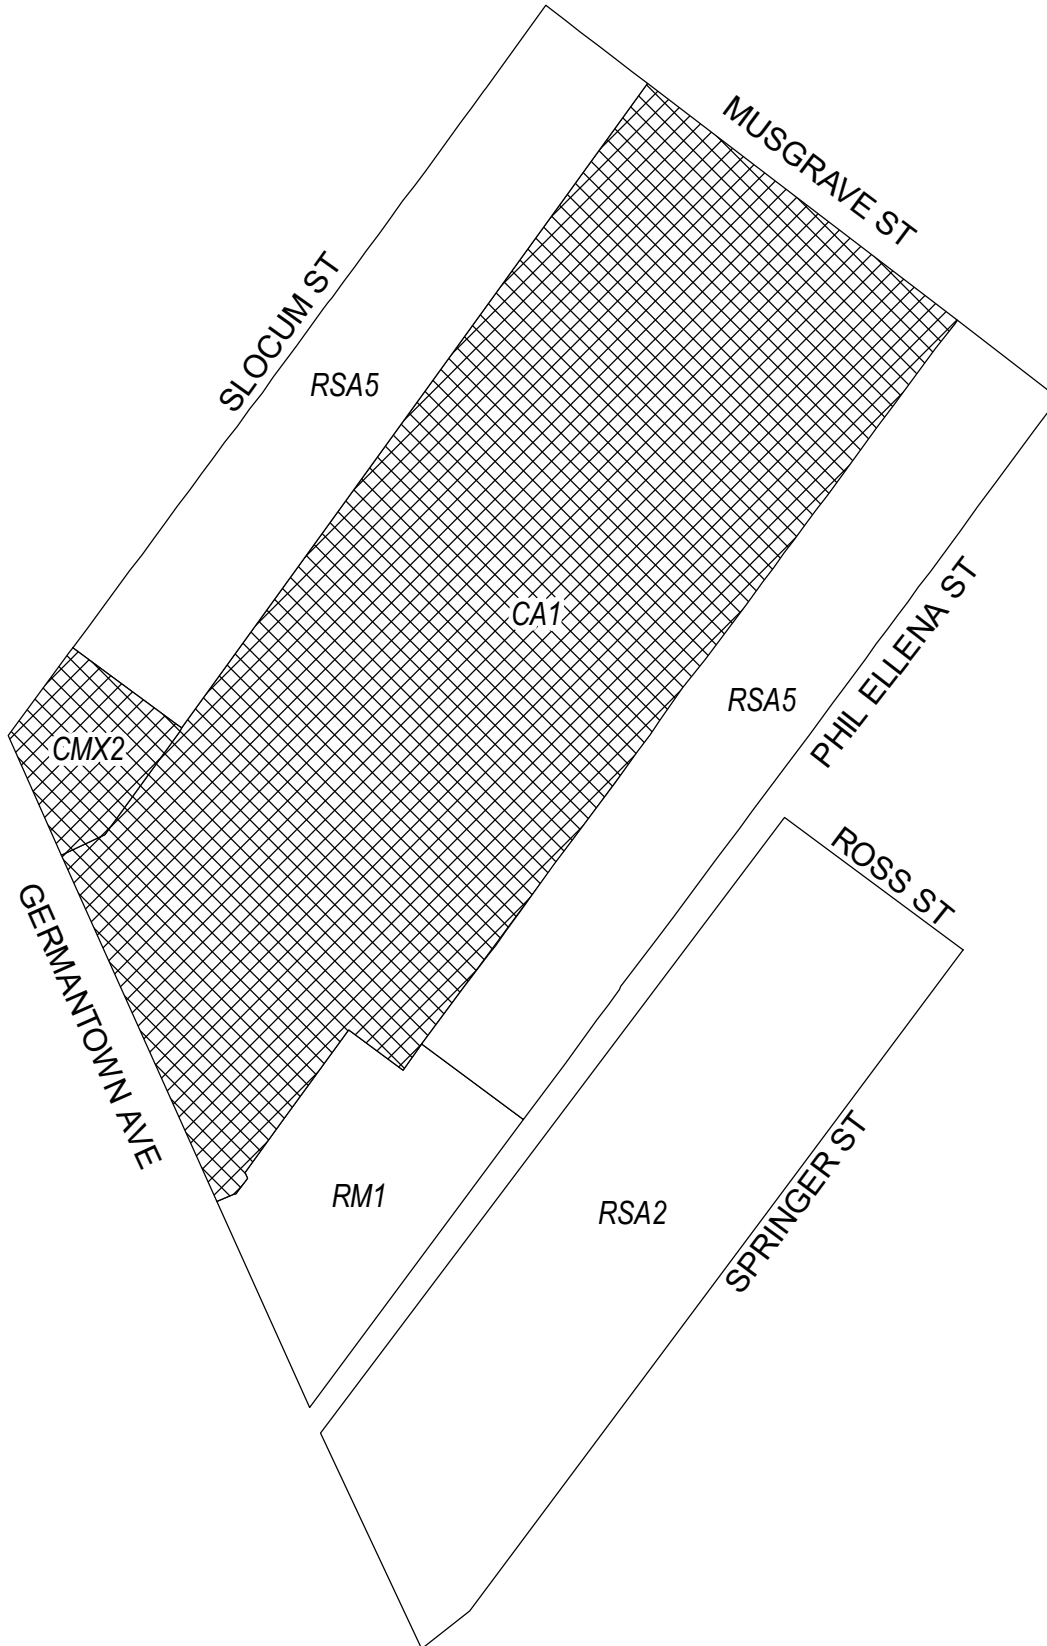 MUSGRAVE ST
SLOCUM ST
RSA5
CA1
PHIL ELLENA ST
RSA5
CMX2
ROSS ST
GERMANTOWN AVE
RM1
RSA2
SPRINGER ST